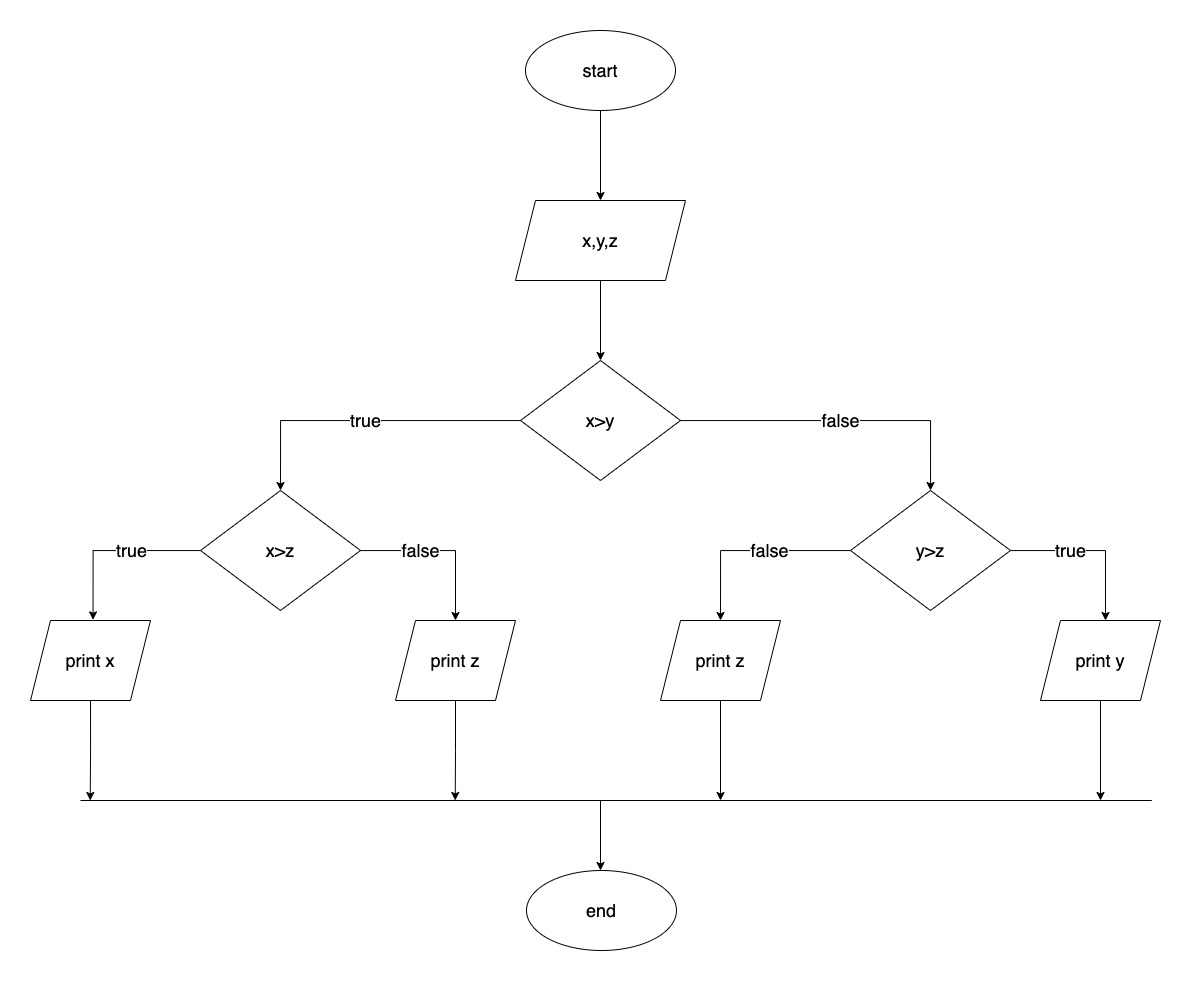 start
x,y,z
x>y
true
false
x>z
true
false
y>z
false
true
print x
print z
print z
print y
end